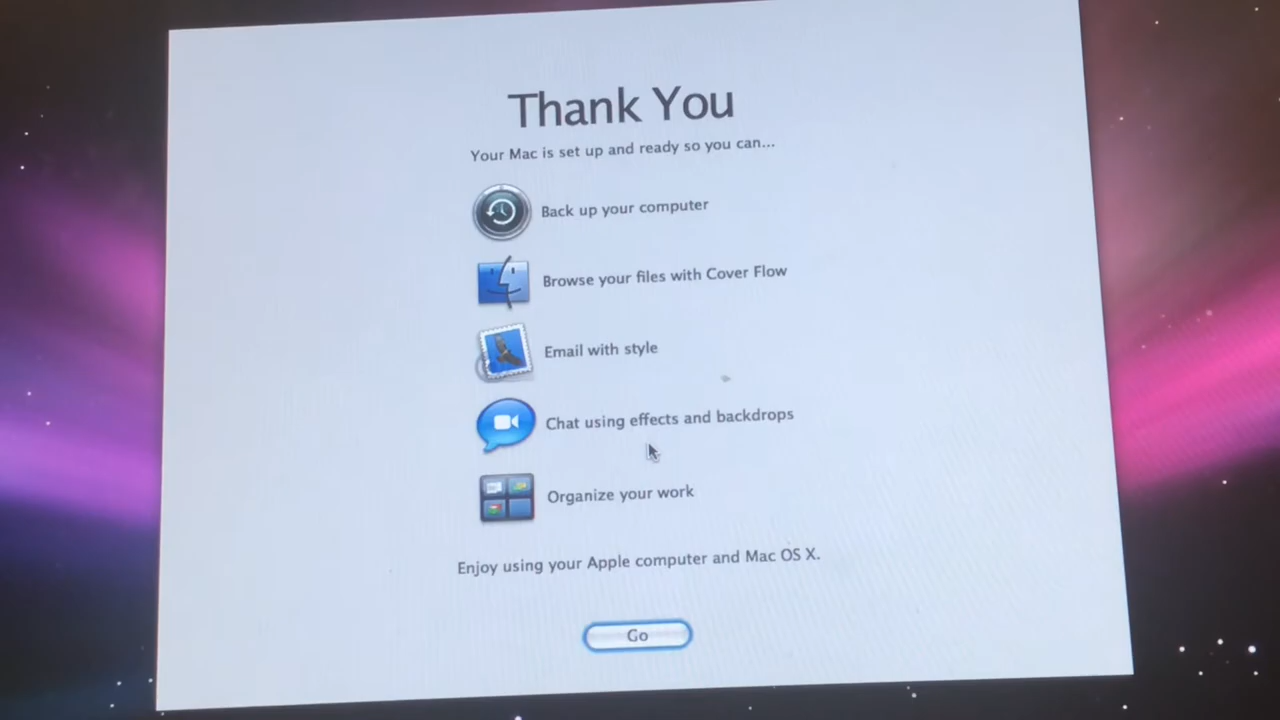 Thank You
Your Mac is set up and ready so you can...
Back up your computer
Browse your files with Cover Flow
Email with style
Chat using effects and backdrops
Organize your work
Enjoy using your Apple computer and Mac OS X.
Go